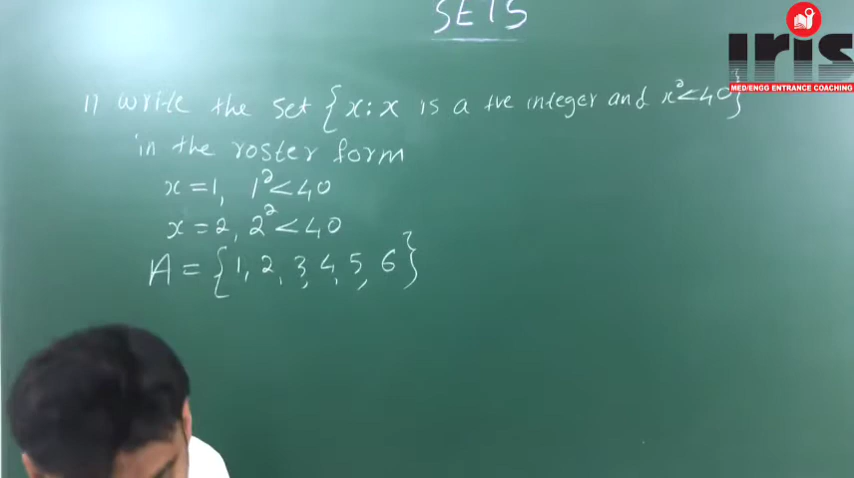 SETS
IrIS
MED/ENGG ENTRANCE COACHING
1) write the set {x:x is a +ve integer and x²<40}
in the roster form
x=1, 1²<40
x=2, 2²<40
A={1,2,3,4,5,6}